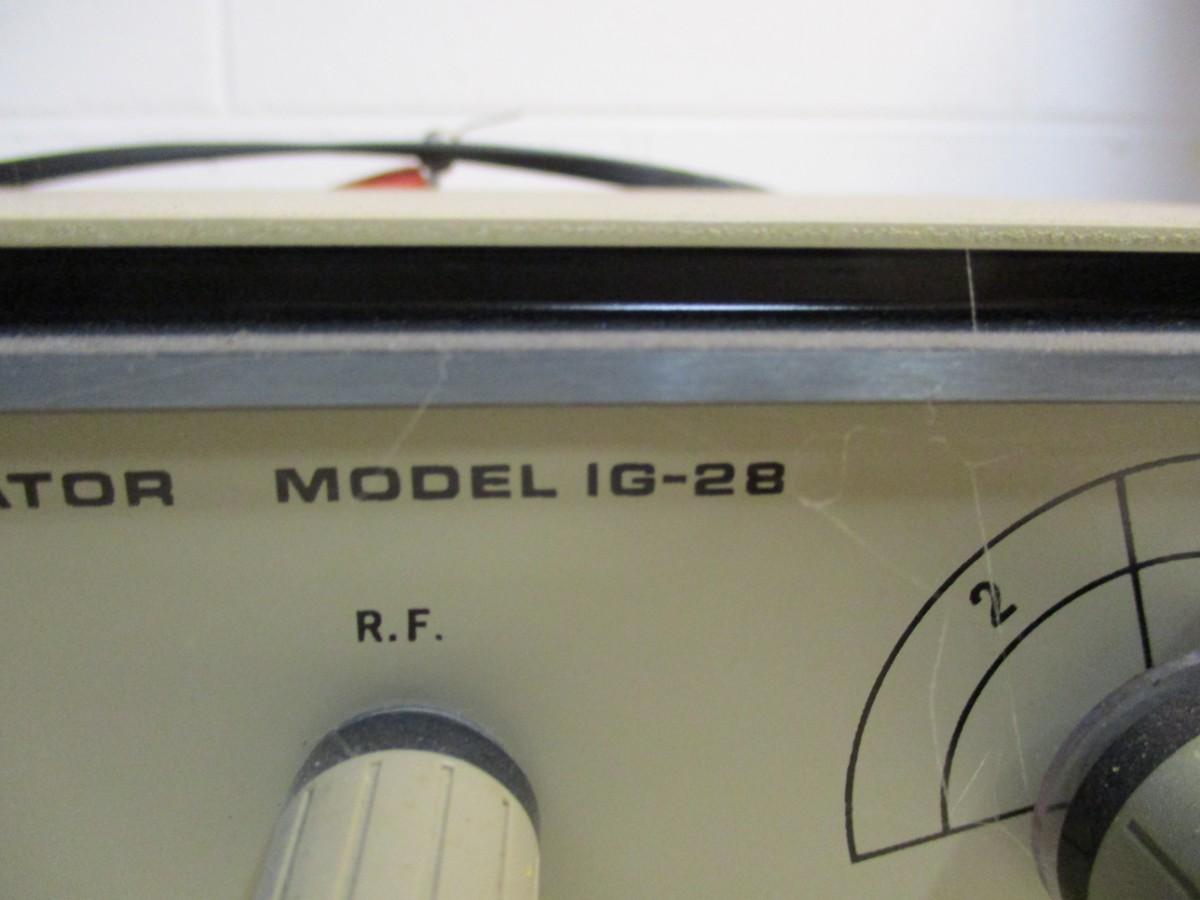 ATOR MODEL IG-28
R.F.
2